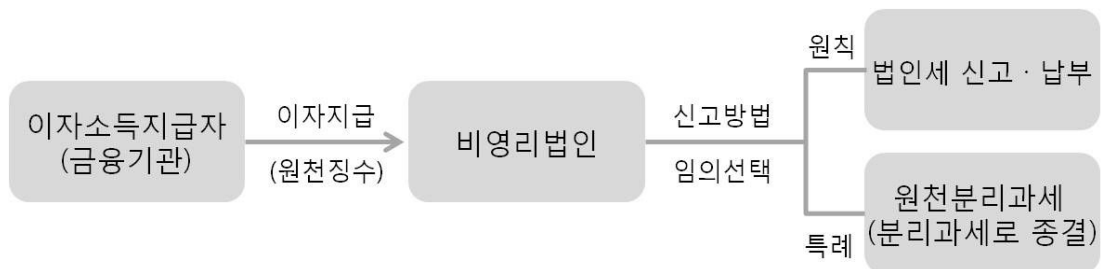 이자소득지급자
(금융기관)
이자지급
(원천징수)
비영리법인
신고방법
임의선택
원칙
법인세 신고 · 납부
특례
원천분리과세
(분리과세로 종결)